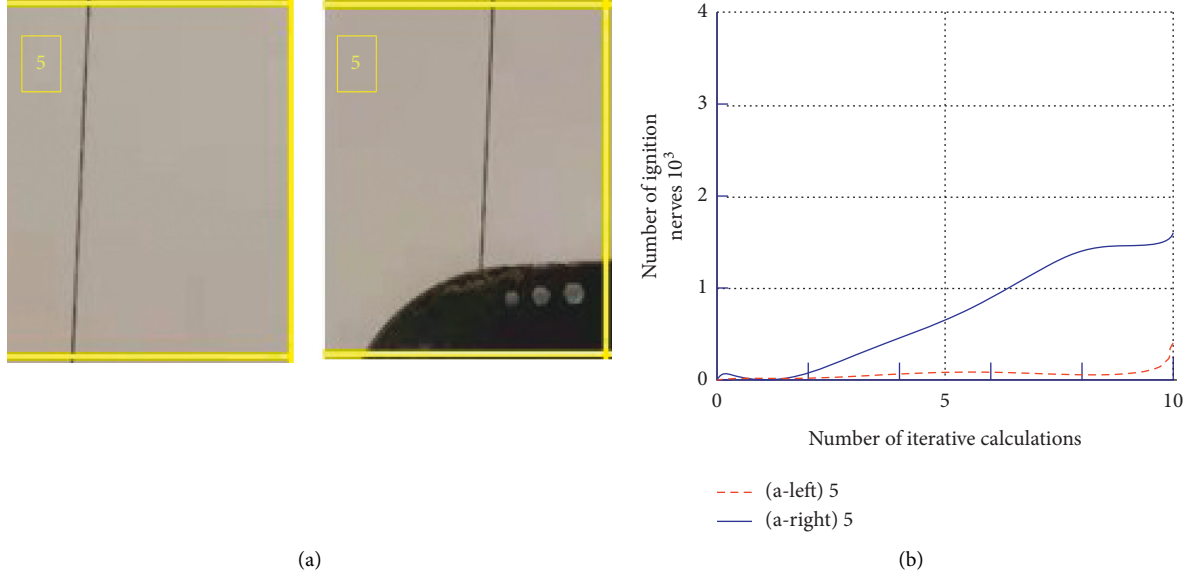 5
5
4
3
2
1
0
0
5
10
Number of ignition
nerves 10³
Number of iterative calculations
(a-left) 5
(a-right) 5
(a)
(b)